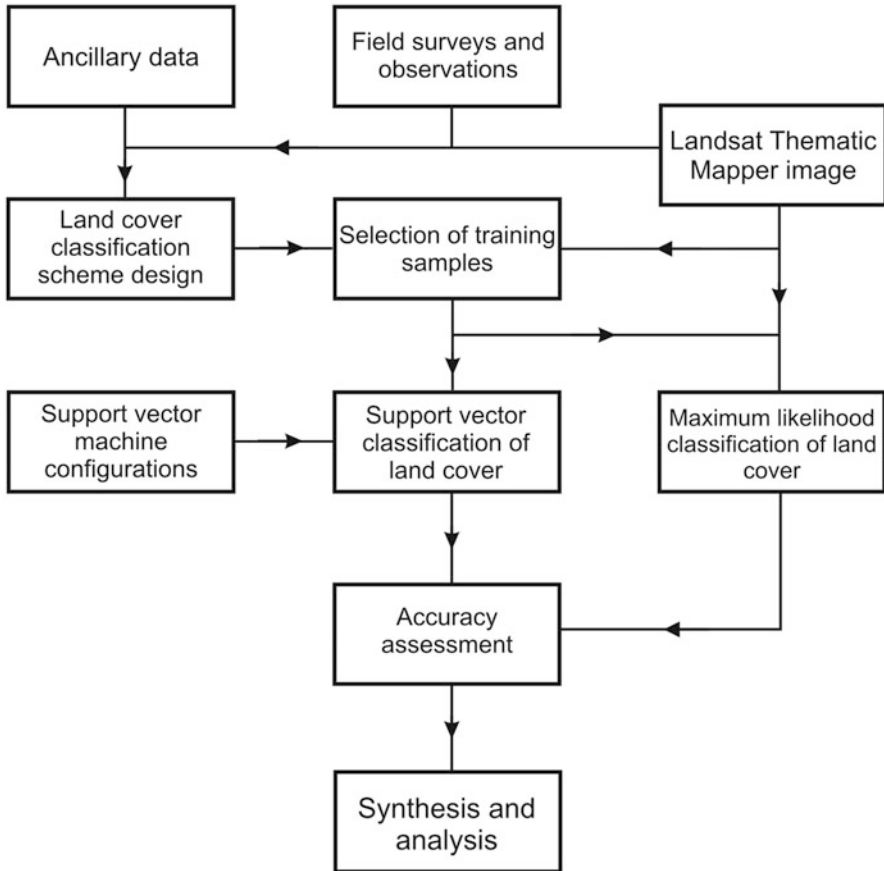 Ancillary data
Field surveys and
observations
Landsat Thematic
Mapper image
Land cover
classification
scheme design
Selection of training
samples
Support vector
machine
configurations
Support vector
classification of
land cover
Maximum likelihood
classification of land
cover
Accuracy
assessment
Synthesis and
analysis